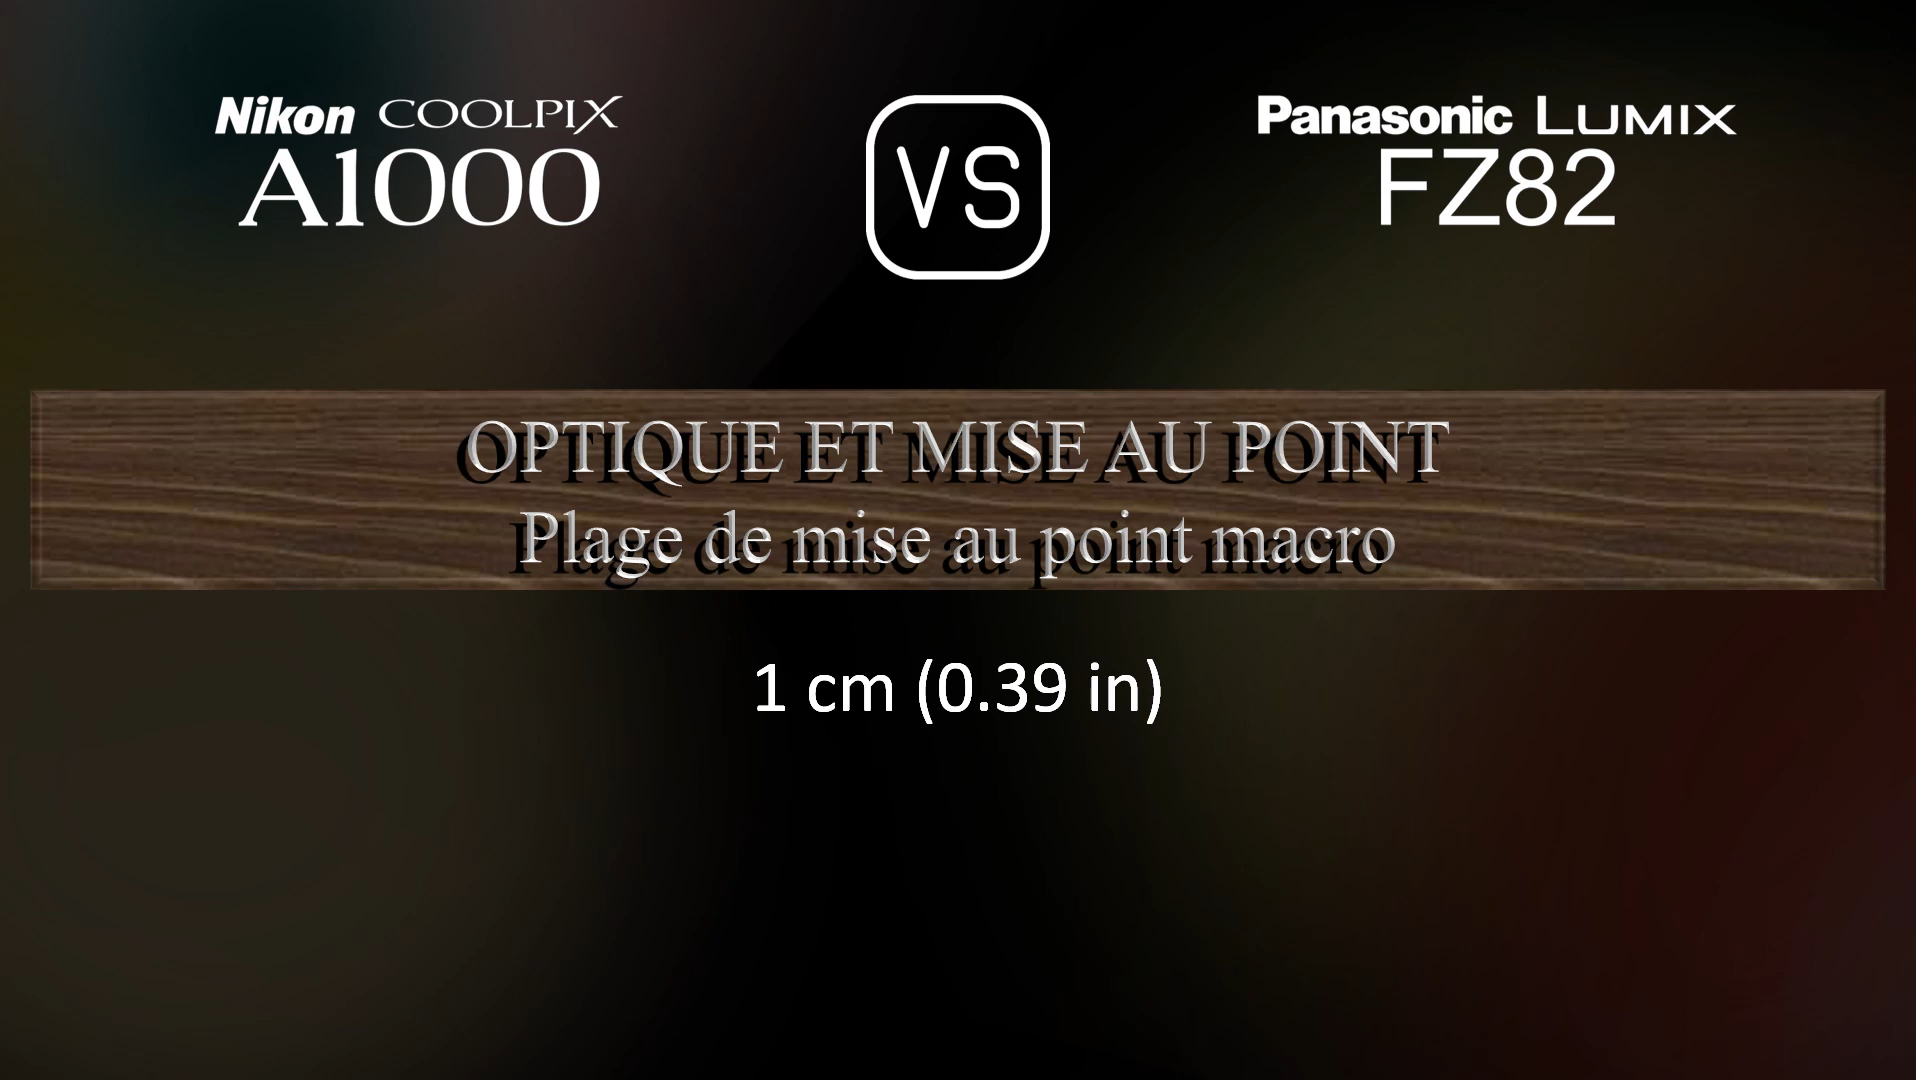 Nikon COOLPIX
A1000
VS
Panasonic LUMIX
FZ82
OPTIQUE ET MISE AU POINT
Plage de mise au point macro
1 cm (0.39 in)